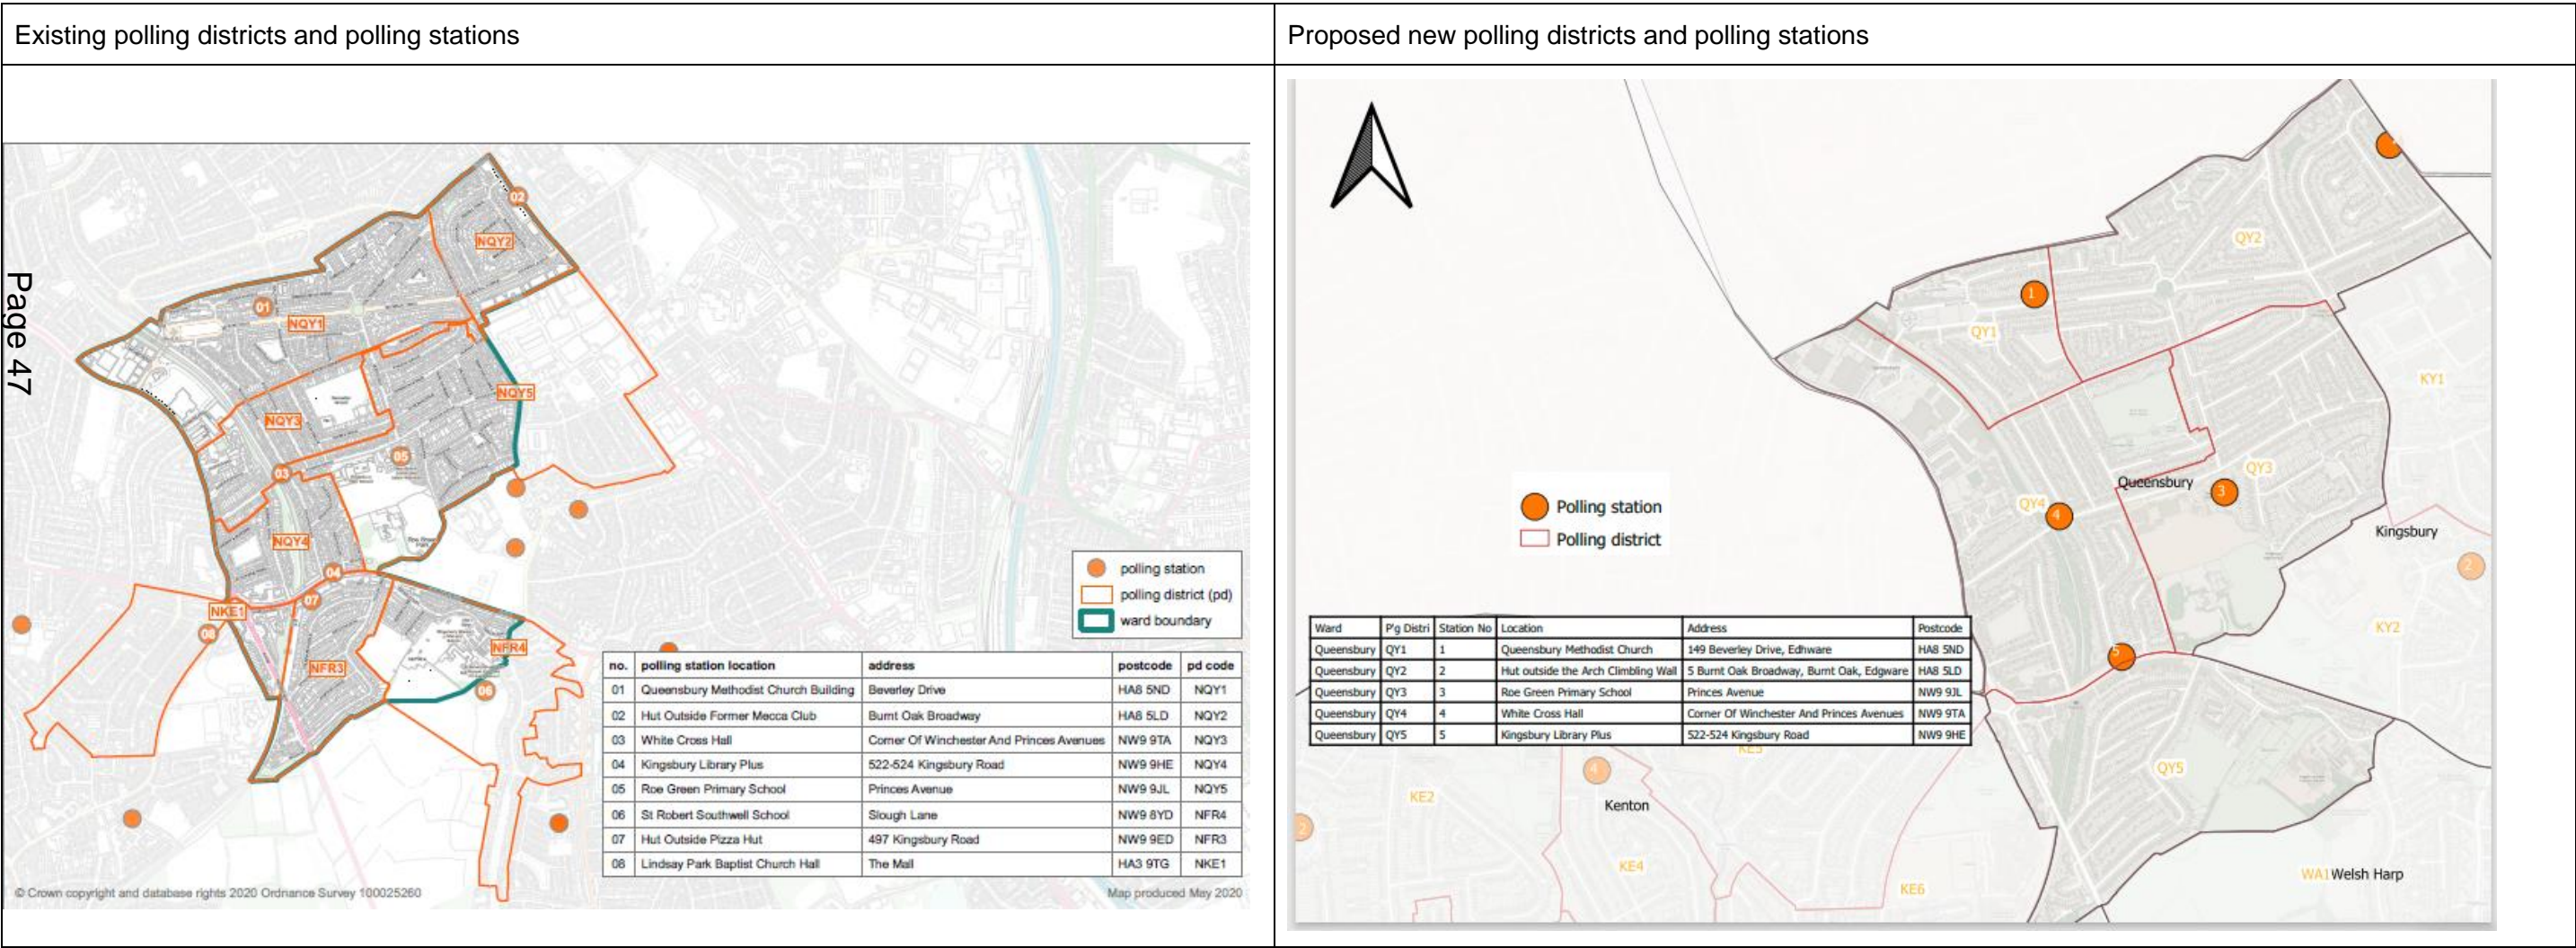 Existing polling districts and polling stations
Proposed new polling districts and polling stations
Page 47
02
NQY2
01
NQY1
NQY5
NQY3
05
03
NQY4
04
07
NKE1
08
NFR3
NFR4
06
polling station
polling district (pd)
ward boundary
no. polling station location address postcode pd code
01 Queensbury Methodist Church Building Beverley Drive HA8 5ND NQY1
02 Hut Outside Former Mecca Club Burnt Oak Broadway HA8 5LD NQY2
03 White Cross Hall Corner Of Winchester And Princes Avenues NW9 9TA NQY3
04 Kingsbury Library Plus 522-524 Kingsbury Road NW9 9HE NQY4
05 Roe Green Primary School Princes Avenue NW9 9JL NQY5
06 St Robert Southwell School Slough Lane NW9 8YD NFR4
07 Hut Outside Pizza Hut 497 Kingsbury Road NW9 9ED NFR3
08 Lindsay Park Baptist Church Hall The Mall HA3 9TG NKE1
© Crown copyright and database rights 2020 Ordnance Survey 100025260
Map produced May 2020
QY2
1
QY1
KY1
QY3
Queensbury
3
QY4
4
Polling station
Polling district
Kingsbury
2
KY2
5
Ward P'g Distri Station No Location Address Postcode
Queensbury QY1 1 Queensbury Methodist Church 149 Beverley Drive, Edhware HA8 5ND
Queensbury QY2 2 Hut outside the Arch Climbling Wall 5 Burnt Oak Broadway, Burnt Oak, Edgware HA8 5LD
Queensbury QY3 3 Roe Green Primary School Princes Avenue NW9 9JL
Queensbury QY4 4 White Cross Hall Corner Of Winchester And Princes Avenues NW9 9TA
Queensbury QY5 5 Kingsbury Library Plus 522-524 Kingsbury Road NW9 9HE
KE5
QY5
4
KE2
Kenton
2
KE4
KE6
WA1
Welsh Harp